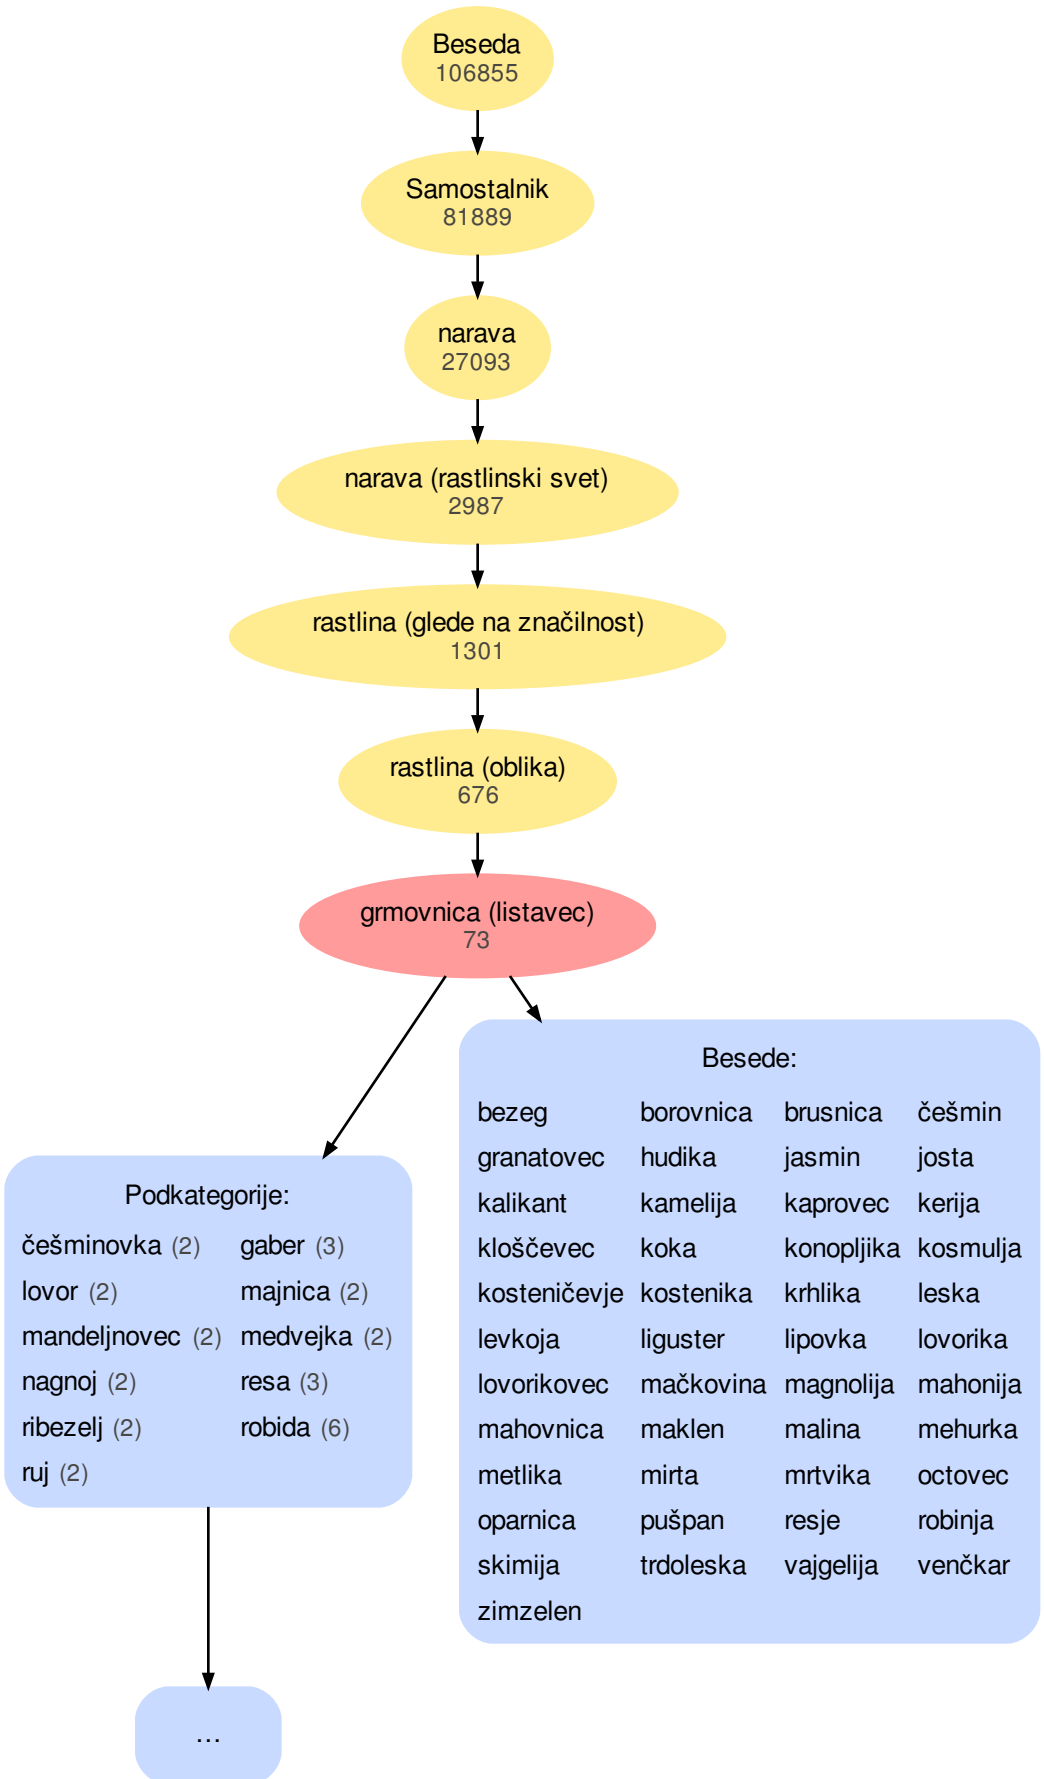 Beseda
106855
Samostalnik
81889
narava
27093
narava (rastlinski svet)
2987
rastlina (glede na značilnost)
1301
rastlina (oblika)
676
grmovnica (listavec)
73
Podkategorije:
češminovka (2) gaber (3)
lovor (2) majnica (2)
mandeljnovec (2) medvejka (2)
nagnoj (2) resa (3)
ribezelj (2) robida (6)
ruj (2)
...
Besede:
bezeg borovnica brusnica češmin
granatovec hudika jasmin josta
kalikant kamelija kaprovec kerija
kloščevec koka konopljika kosmulja
kosteničevje kostenika krhlika leska
levkoja liguster lipovka lovorika
lovorikovec mačkovina magnolija mahonija
mahovnica maklen malina mehurka
metlika mirta mrtvika octovec
oparnica pušpan resje robinja
skimija trdoleska vajgelija venčkar
zimzelen